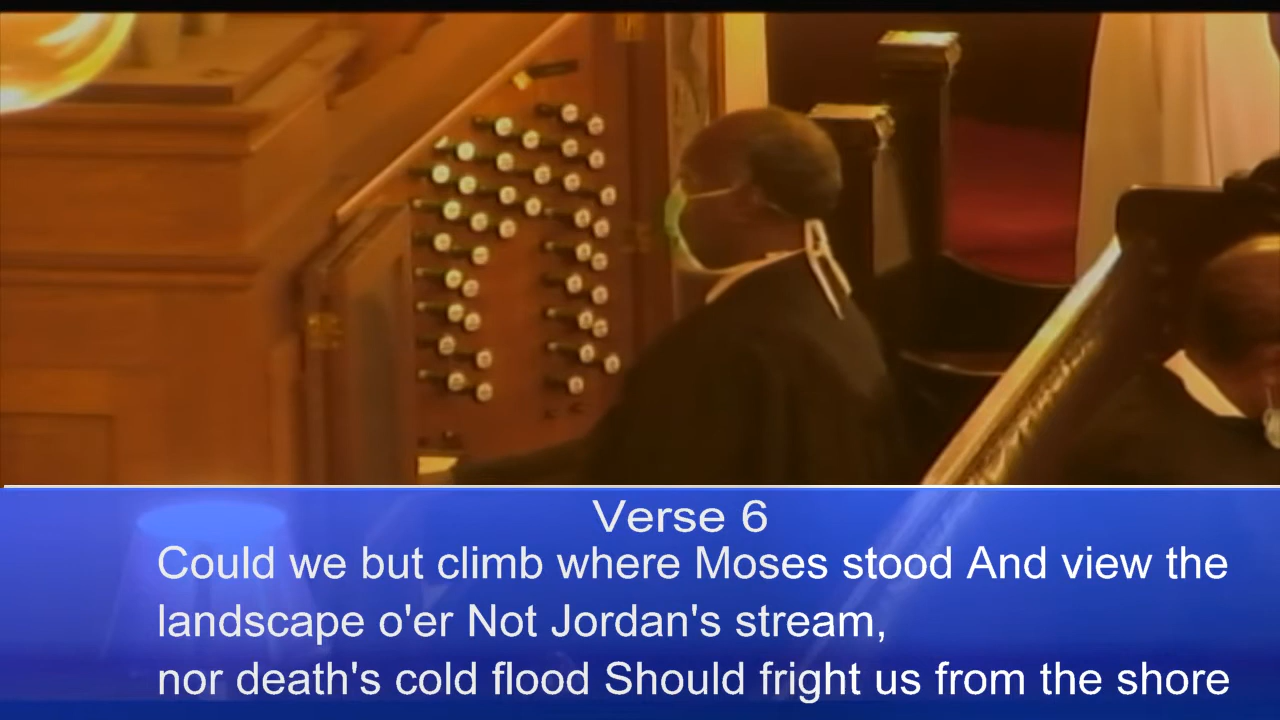 Verse 6
Could we but climb where Moses stood And view the
landscape o'er Not Jordan's stream,
nor death's cold flood Should fright us from the shore